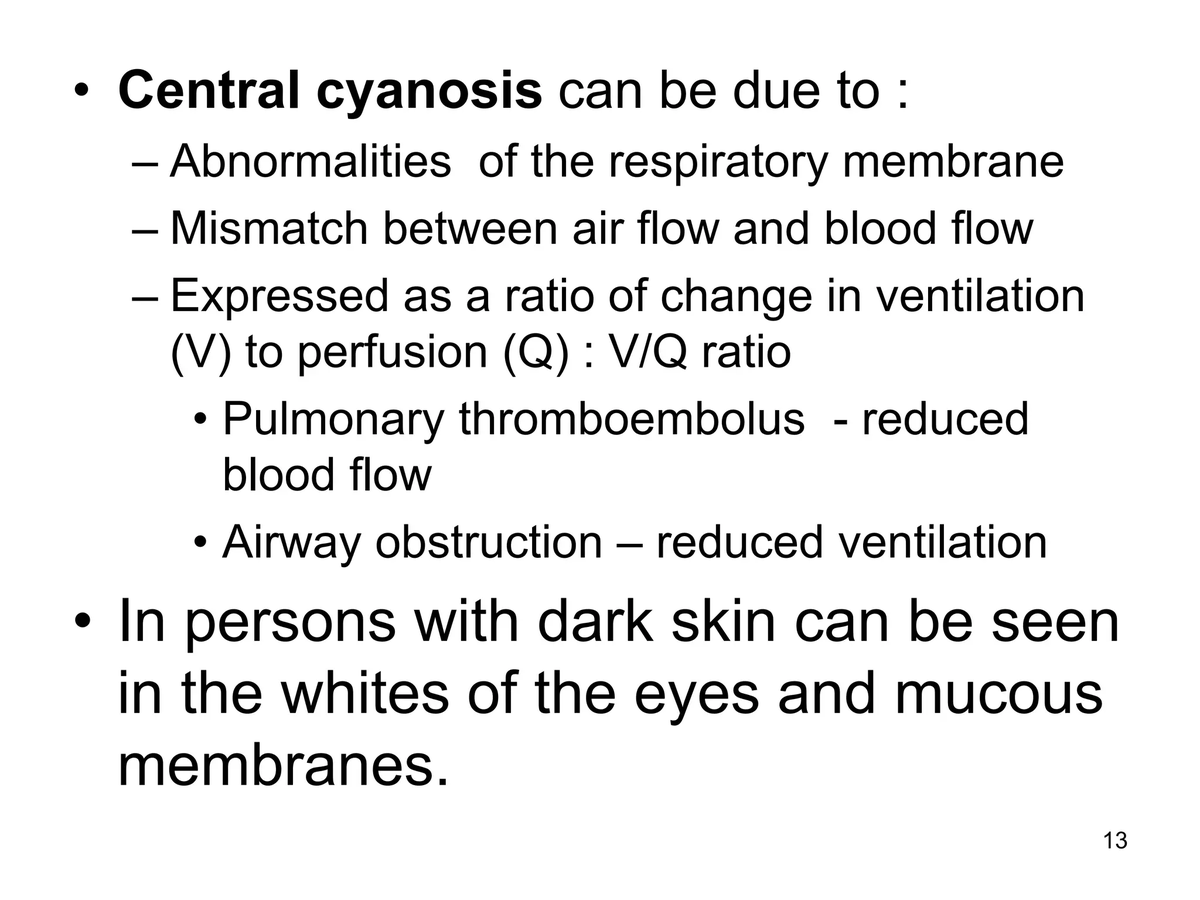 • Central cyanosis can be due to :
– Abnormalities  of the respiratory membrane
– Mismatch between air flow and blood flow
– Expressed as a ratio of change in ventilation
(V) to perfusion (Q) : V/Q ratio
• Pulmonary thromboembolus  - reduced
blood flow
• Airway obstruction – reduced ventilation
• In persons with dark skin can be seen
in the whites of the eyes and mucous
membranes.
13